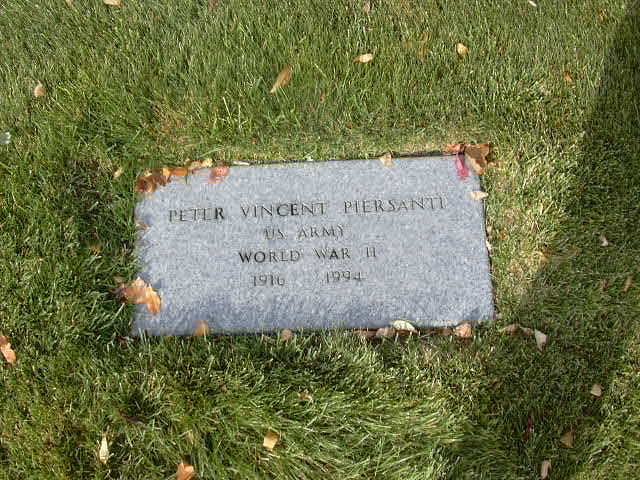 PETER VINCENT PIERSANTI
US ARMY
WORLD WAR II
1916 1994